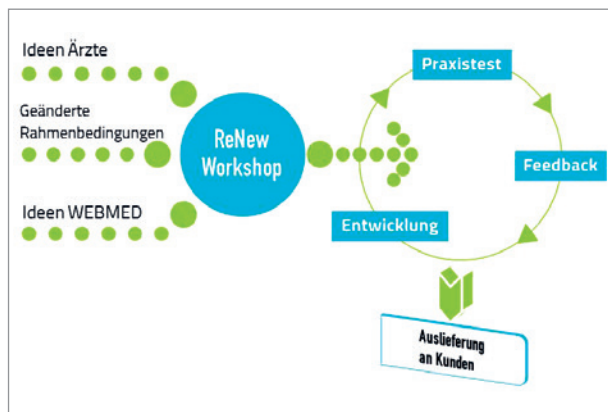 Ideen Ärzte
Geänderte
Rahmenbedingungen
Ideen WEBMED
ReNew
Workshop
Praxistest
Feedback
Entwicklung
Auslieferung
an Kunden